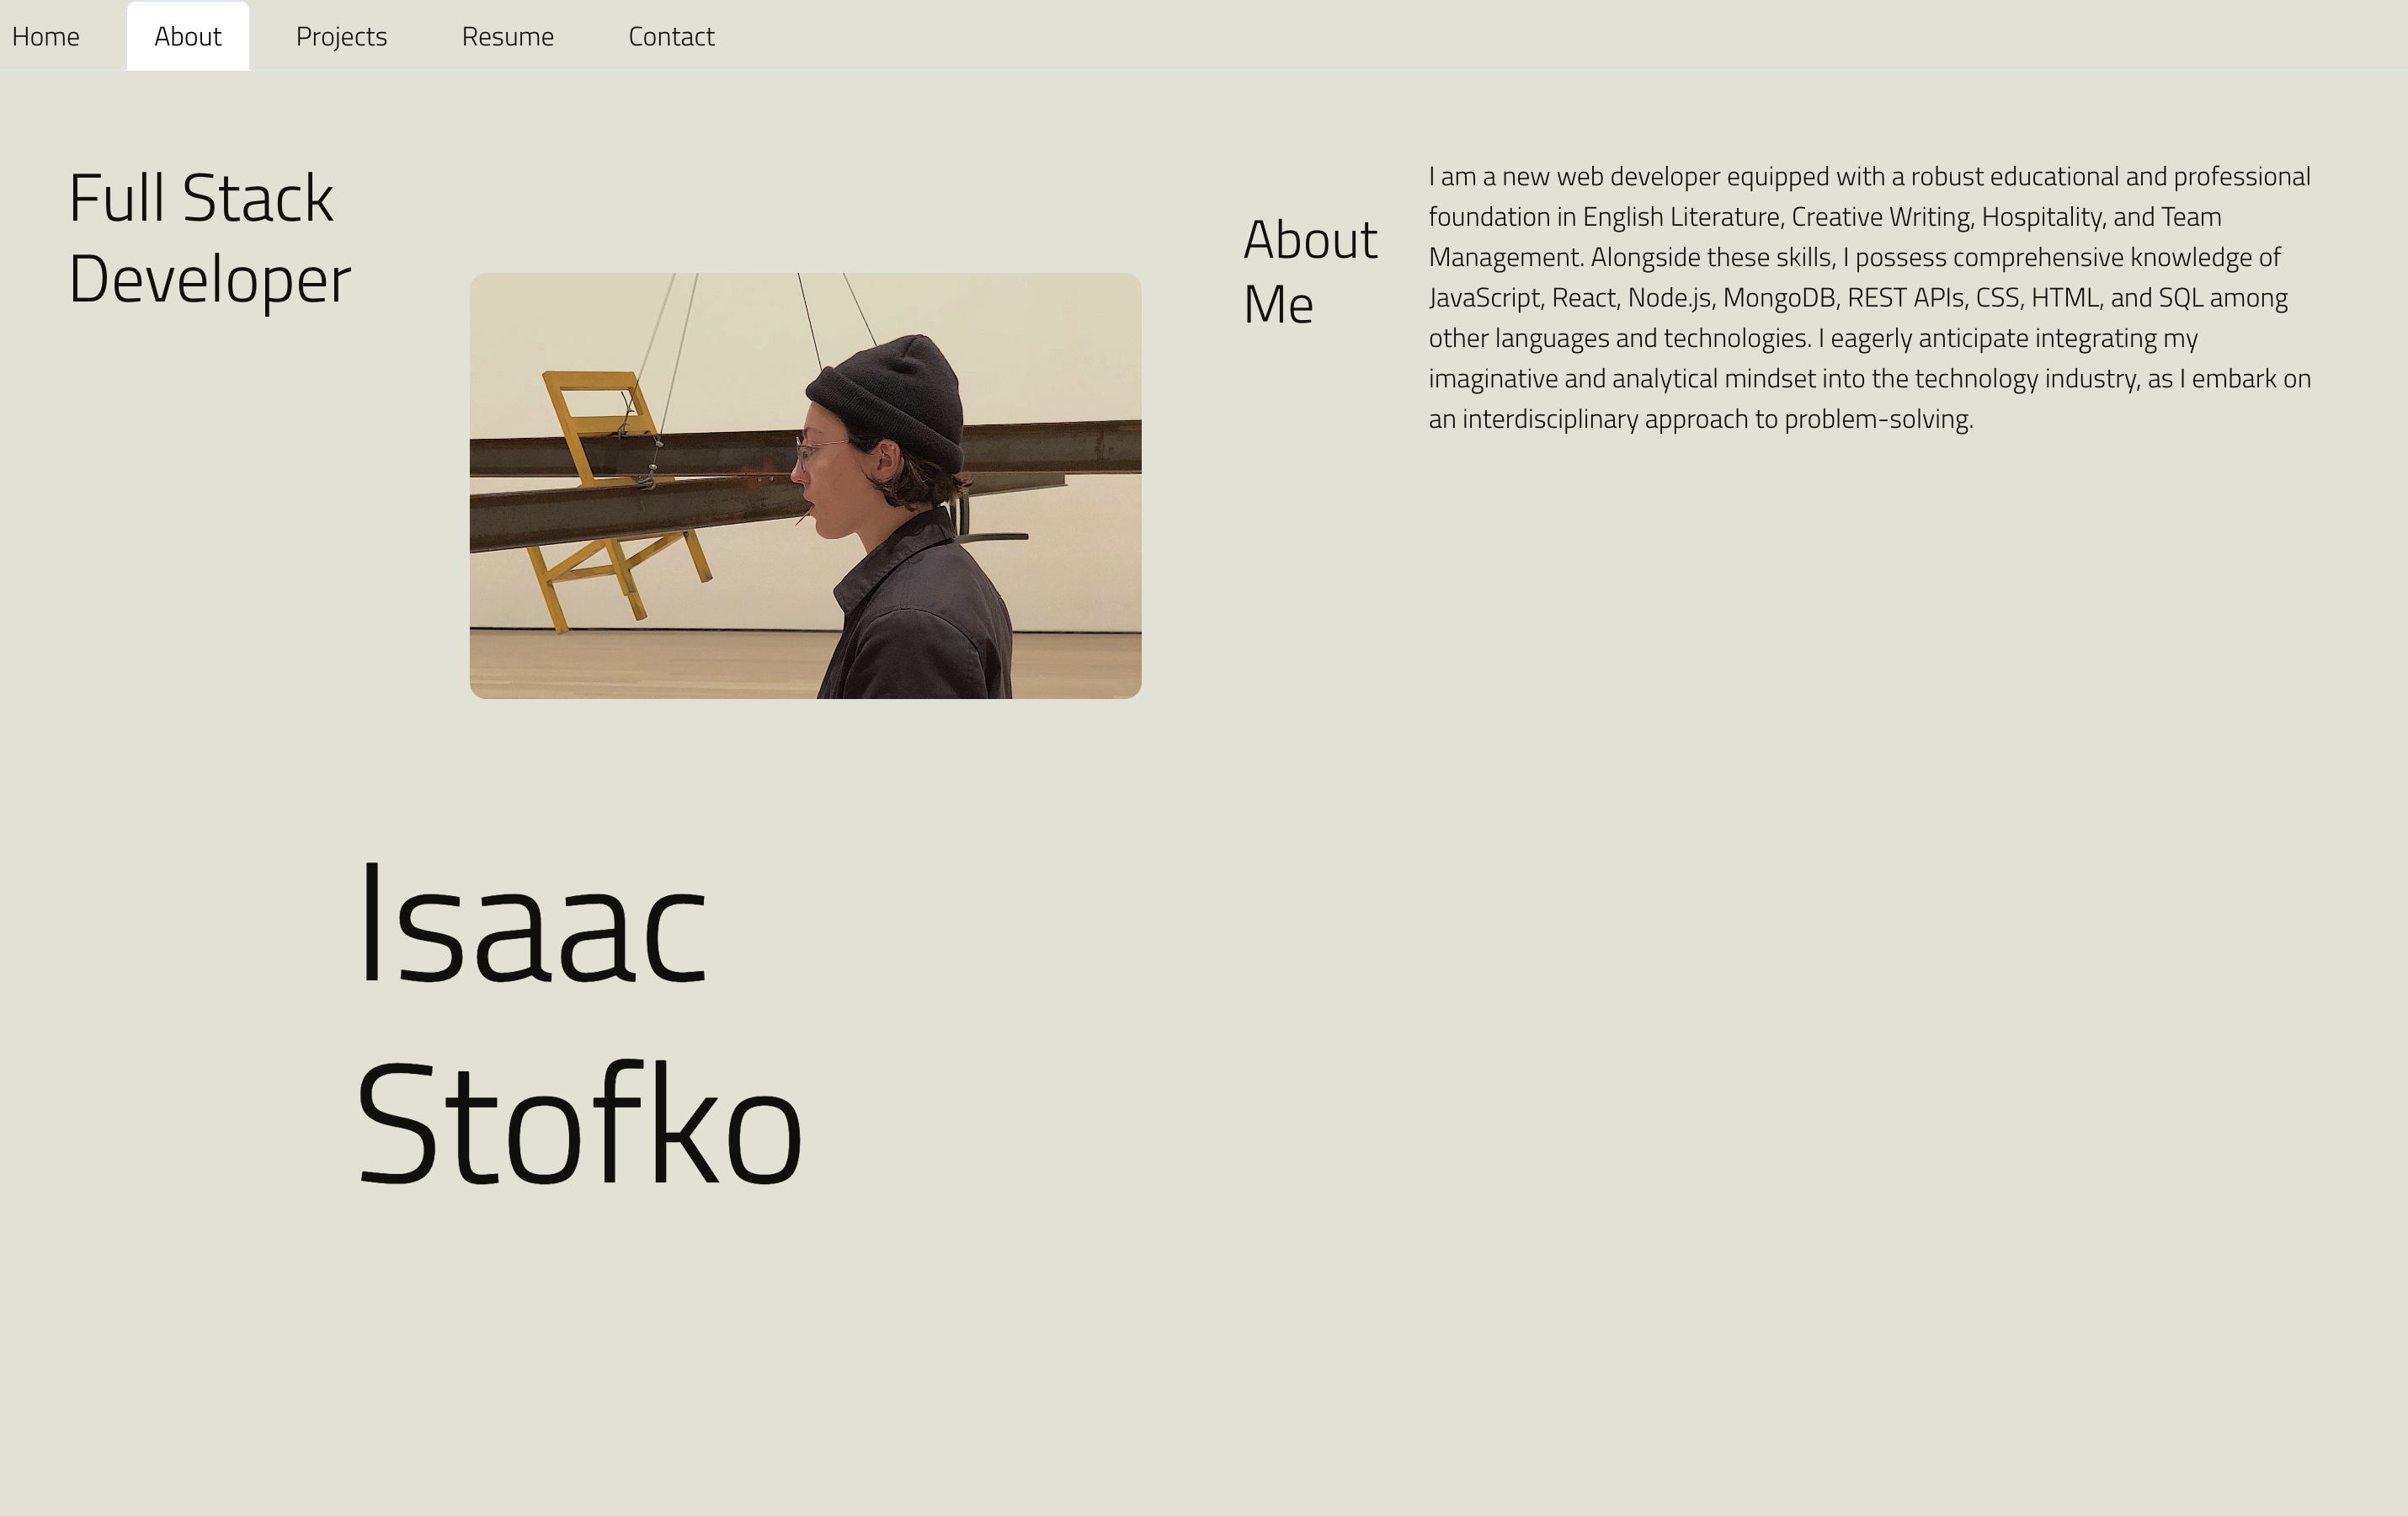 Home About Projects Resume Contact
Full Stack
Developer
About
Me
I am a new web developer equipped with a robust educational and professional
foundation in English Literature, Creative Writing, Hospitality, and Team
Management. Alongside these skills, I possess comprehensive knowledge of
JavaScript, React, Node.js, MongoDB, REST APIs, CSS, HTML, and SQL among
other languages and technologies. I eagerly anticipate integrating my
imaginative and analytical mindset into the technology industry, as I embark on
an interdisciplinary approach to problem-solving.
Isaac
Stofko